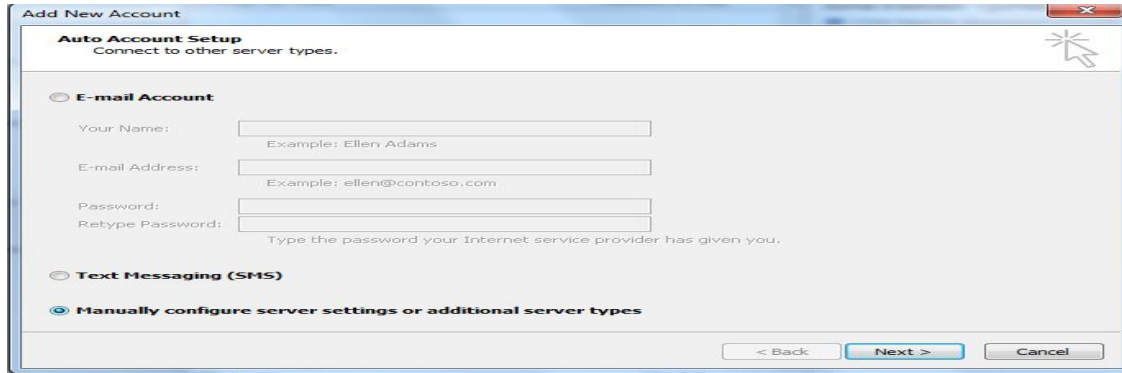 Add New Account
Auto Account Setup
Connect to other server types.
E-mail Account
Your Name:
Example: Ellen Adams
E-mail Address:
Example: ellen@contoso.com
Password:
Retype Password:
Type the password your Internet service provider has given you.
Text Messaging (SMS)
Manually configure server settings or additional server types
< Back Next > Cancel